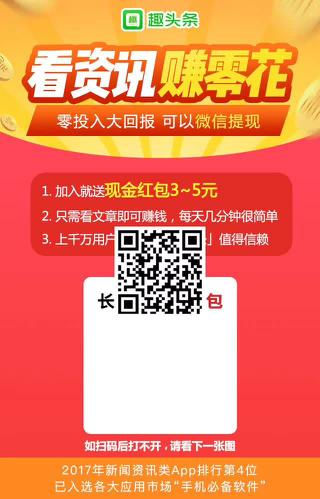 趣头条
看资讯赚零花
零投入大回报 可以微信提现
1. 加入就送现金红包3~5元
2. 只需看文章即可赚钱，每天几分钟很简单
3. 上千万用户 」值得信赖
长 包
如扫码后打不开，请看下一张图
2017年新闻资讯类App排行第4位
已入选各大应用市场“手机必备软件”